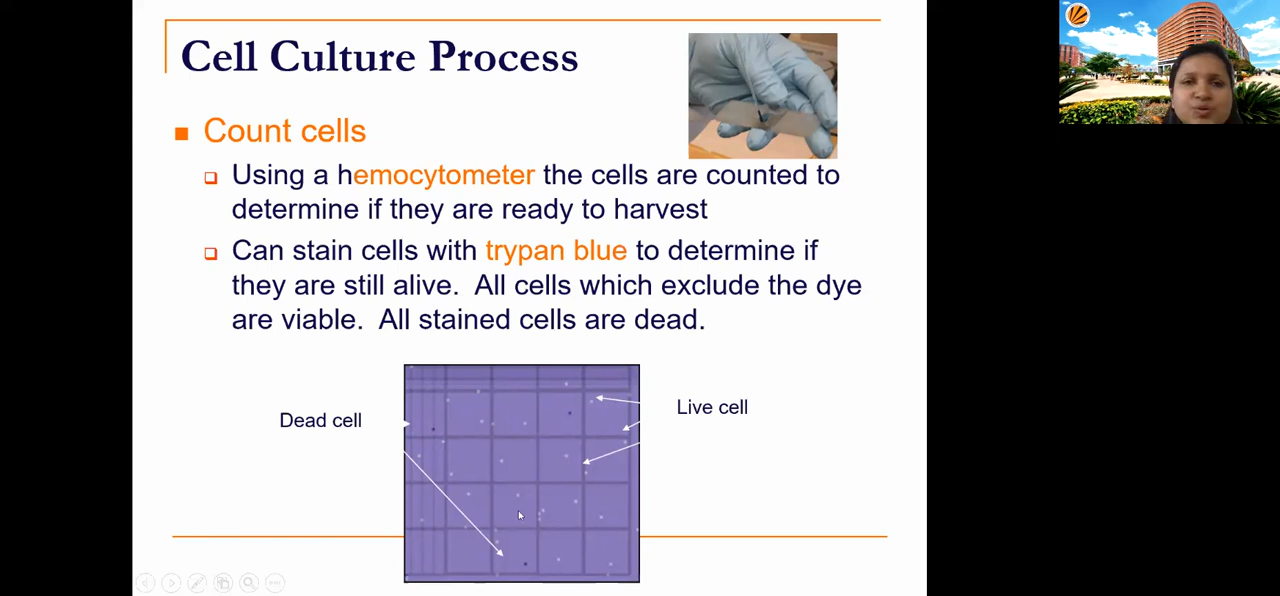 Cell Culture Process
Count cells
Using a hemocytometer the cells are counted to
determine if they are ready to harvest
Can stain cells with trypan blue to determine if
they are still alive. All cells which exclude the dye
are viable. All stained cells are dead.
Dead cell
Live cell